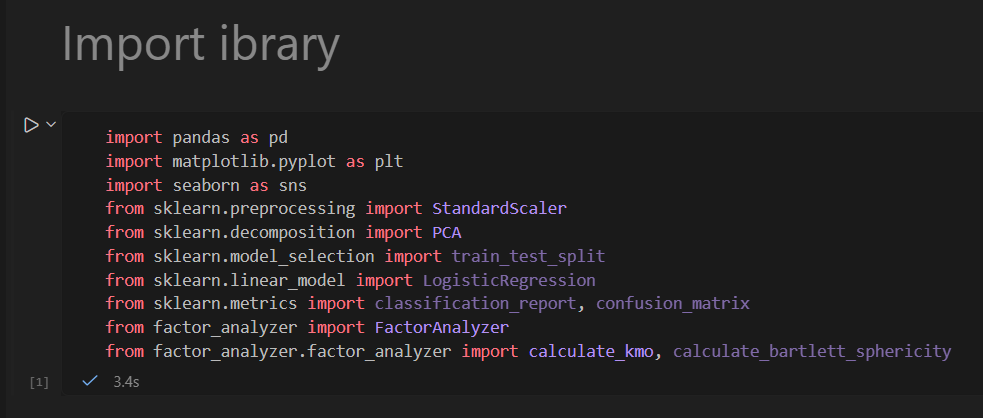 Import ibrary
import pandas as pd
import matplotlib.pyplot as plt
import seaborn as sns
from sklearn.preprocessing import StandardScaler
from sklearn.decomposition import PCA
from sklearn.model_selection import train_test_split
from sklearn.linear_model import LogisticRegression
from sklearn.metrics import classification_report, confusion_matrix
from factor_analyzer import FactorAnalyzer
from factor_analyzer.factor_analyzer import calculate_kmo, calculate_bartlett_sphericity
[1] 3.4s